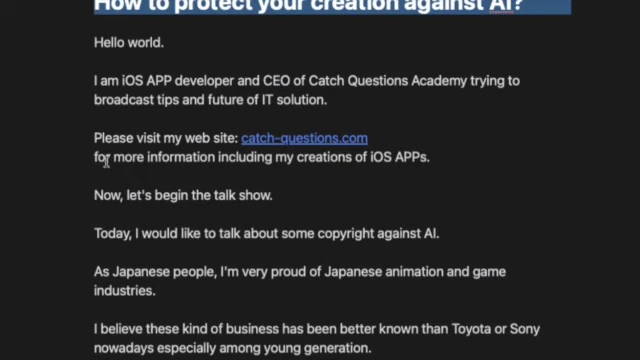 How to protect your creation against AI?
Hello world.
I am iOS APP developer and CEO of Catch Questions Academy trying to
broadcast tips and future of IT solution.
Please visit my web site: catch-questions.com
for more information including my creations of iOS APPs.
Now, let's begin the talk show.
Today, I would like to talk about some copyright against AI.
As Japanese people, I'm very proud of Japanese animation and game
industries.
I believe these kind of business has been better known than Toyota or Sony
nowadays especially among young generation.